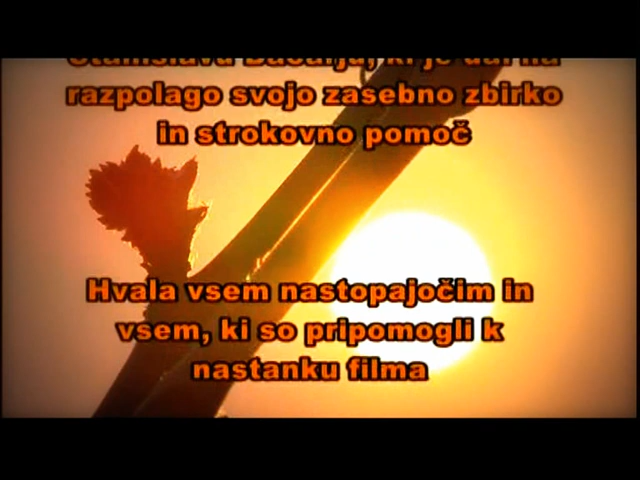 razpolago svojo zasebno zbirko
in strokovno pomoč
Hvala vsem nastopajočim in
vsem, ki so pripomogli k
nastanku filma